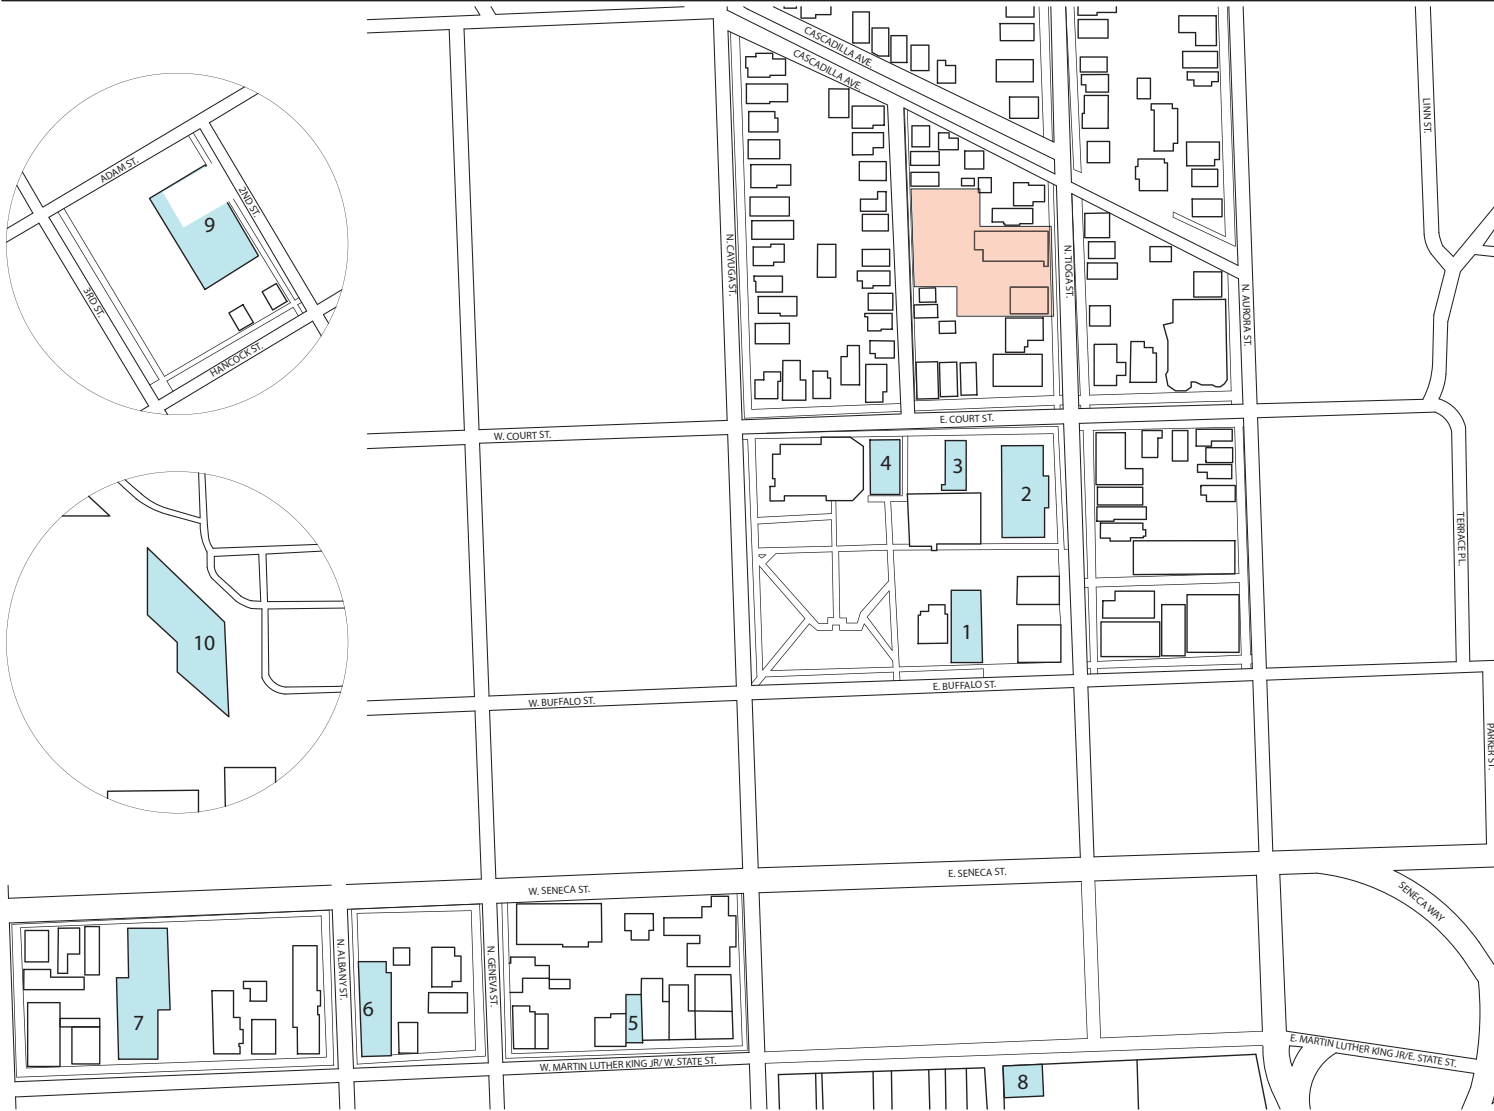 CASCADILLA AVE.
CASCADILLA AVE.
LINN ST.
ADAM ST.
2ND ST.
9
3RD ST.
HANCOCK ST.
N. CAYUGA ST.
N. TIOGA ST.
N. AURORA ST.
E. COURT ST.
W. COURT ST.
4
3
2
TERRACE PL.
10
1
E. BUFFALO ST.
W. BUFFALO ST.
PARKER ST.
E. SENECA ST.
W. SENECA ST.
SENECA WAY
N. ALBANY ST.
N. GENEVA ST.
6
7
5
E. MARTIN LUTHER KING JR/E. STATE ST.
W. MARTIN LUTHER KING JR/ W. STATE ST.
8